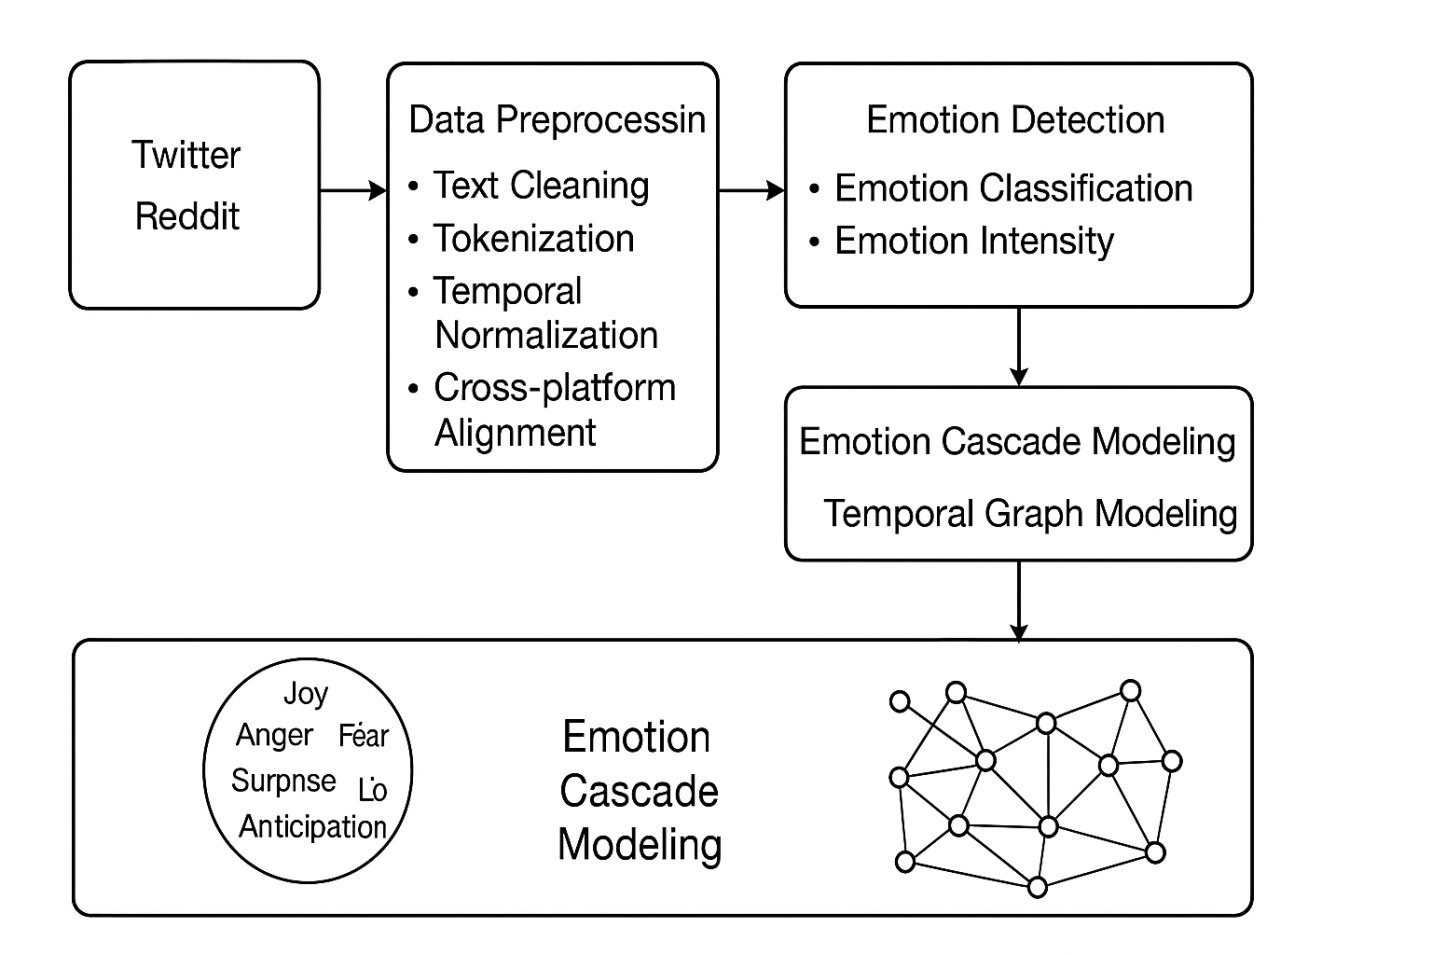 Twitter
Reddit
Data Preprocessin
• Text Cleaning
• Tokenization
• Temporal
Normalization
• Cross-platform
Alignment
Emotion Detection
• Emotion Classification
• Emotion Intensity
Emotion Cascade Modeling
Temporal Graph Modeling
Joy
Anger Féar
Surpnse L'o
Anticipation
Emotion
Cascade
Modeling